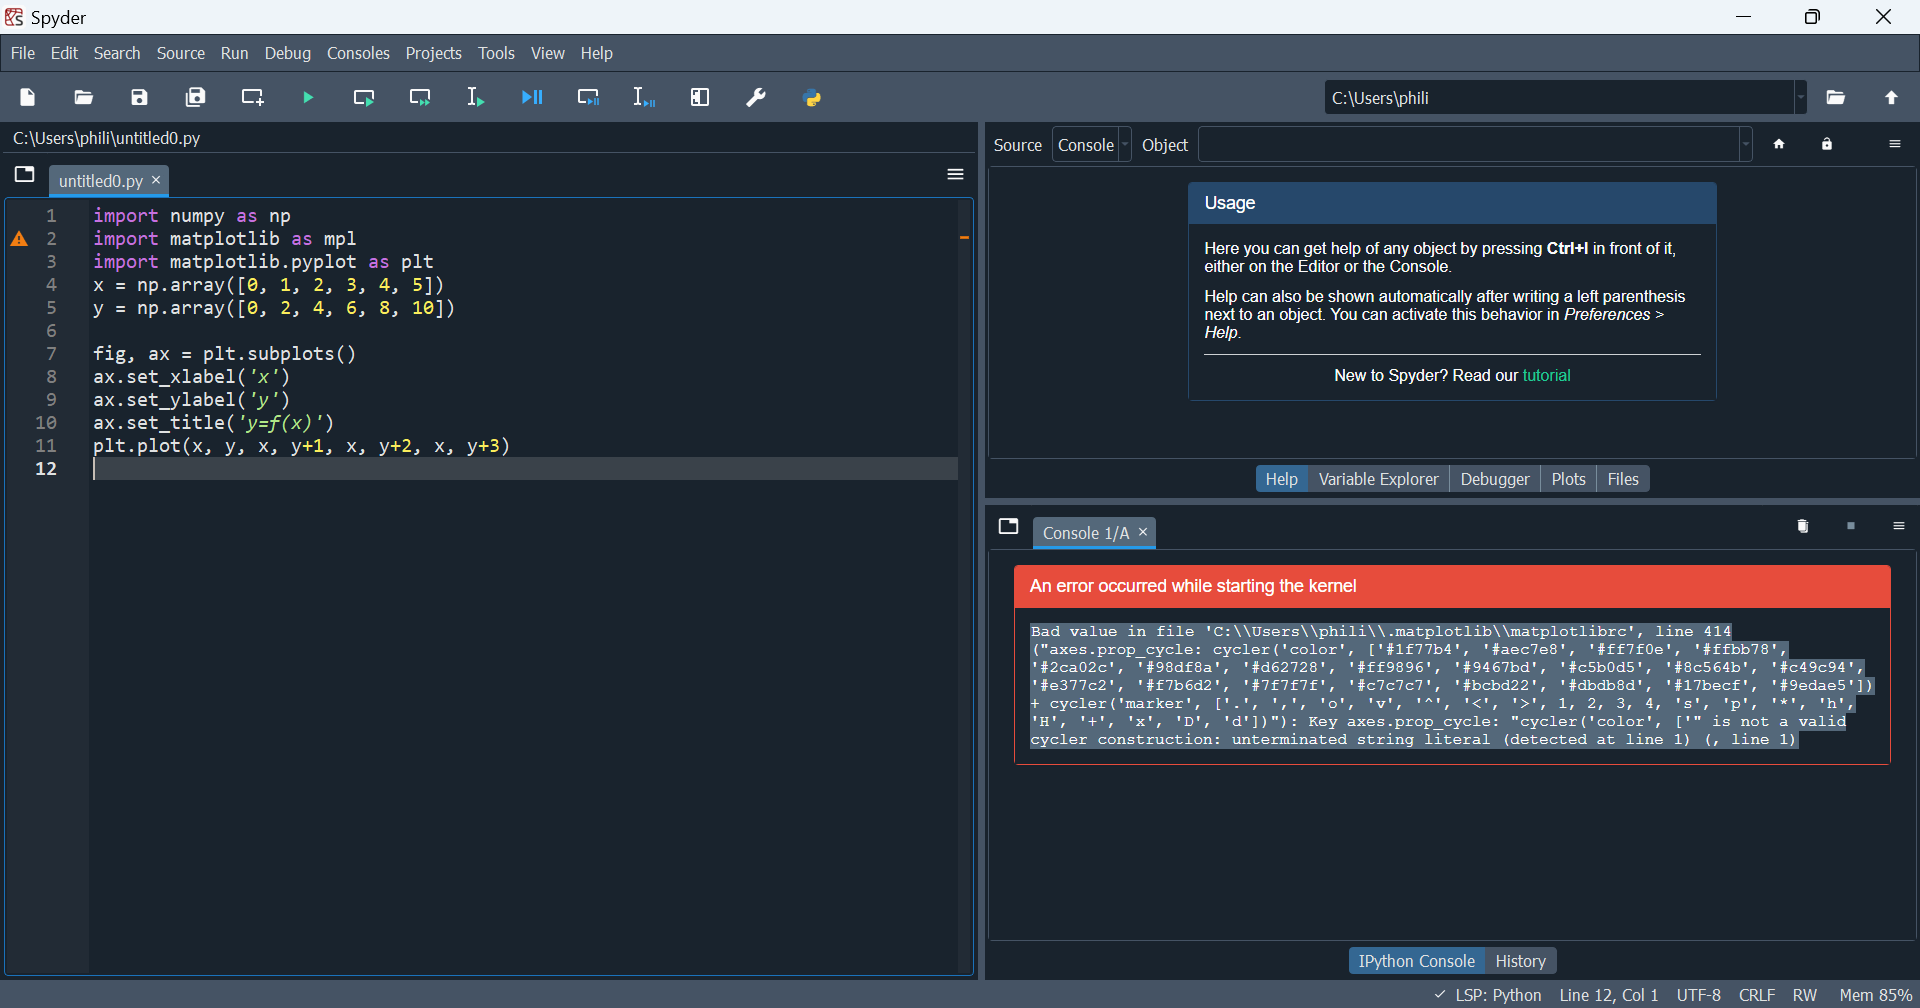 Spyder
File Edit Search Source Run Debug Consoles Projects Tools View Help
C:\Users\phili
C:\Users\phili\untitled0.py
untitled0.py
1 import numpy as np
2 import matplotlib as mpl
3 import matplotlib.pyplot as plt
4 x = np.array([0, 1, 2, 3, 4, 5])
5 y = np.array([0, 2, 4, 6, 8, 10])
6
7 fig, ax = plt.subplots()
8 ax.set_xlabel('x')
9 ax.set_ylabel('y')
10 ax.set_title('y=f(x)')
11 plt.plot(x, y, x, y+1, x, y+2, x, y+3)
12
Source Console Object
Usage
Here you can get help of any object by pressing Ctrl+I in front of it,
either on the Editor or the Console.
Help can also be shown automatically after writing a left parenthesis
next to an object. You can activate this behavior in Preferences >
Help.
New to Spyder? Read our tutorial
Help Variable Explorer Debugger Plots Files
Console 1/A
An error occurred while starting the kernel
Bad value in file 'C:\\Users\\phili\\.matplotlib\\matplotlibrc', line 414
("axes.prop_cycle: cycler('color', ['#1f77b4', '#aec7e8', '#ff7f0e', '#ffbb78',
'#2ca02c', '#98df8a', '#d62728', '#ff9896', '#9467bd', '#c5b0d5', '#8c564b', '#c49c94',
'#e377c2', '#f7b6d2', '#7f7f7f', '#c7c7c7', '#bcbd22', '#dbdb8d', '#17becf', '#9edae5'])
+ cycler('marker', ['.', ',', 'o', 'v', '^', '<', '>', 1, 2, 3, 4, 's', 'p', '*', 'h',
'H', '+', 'x', 'D', 'd'])"): Key axes.prop_cycle: "cycler('color', ['" is not a valid
cycler construction: unterminated string literal (detected at line 1) (, line 1)
IPython Console History
LSP: Python Line 12, Col 1 UTF-8 CRLF RW Mem 85%